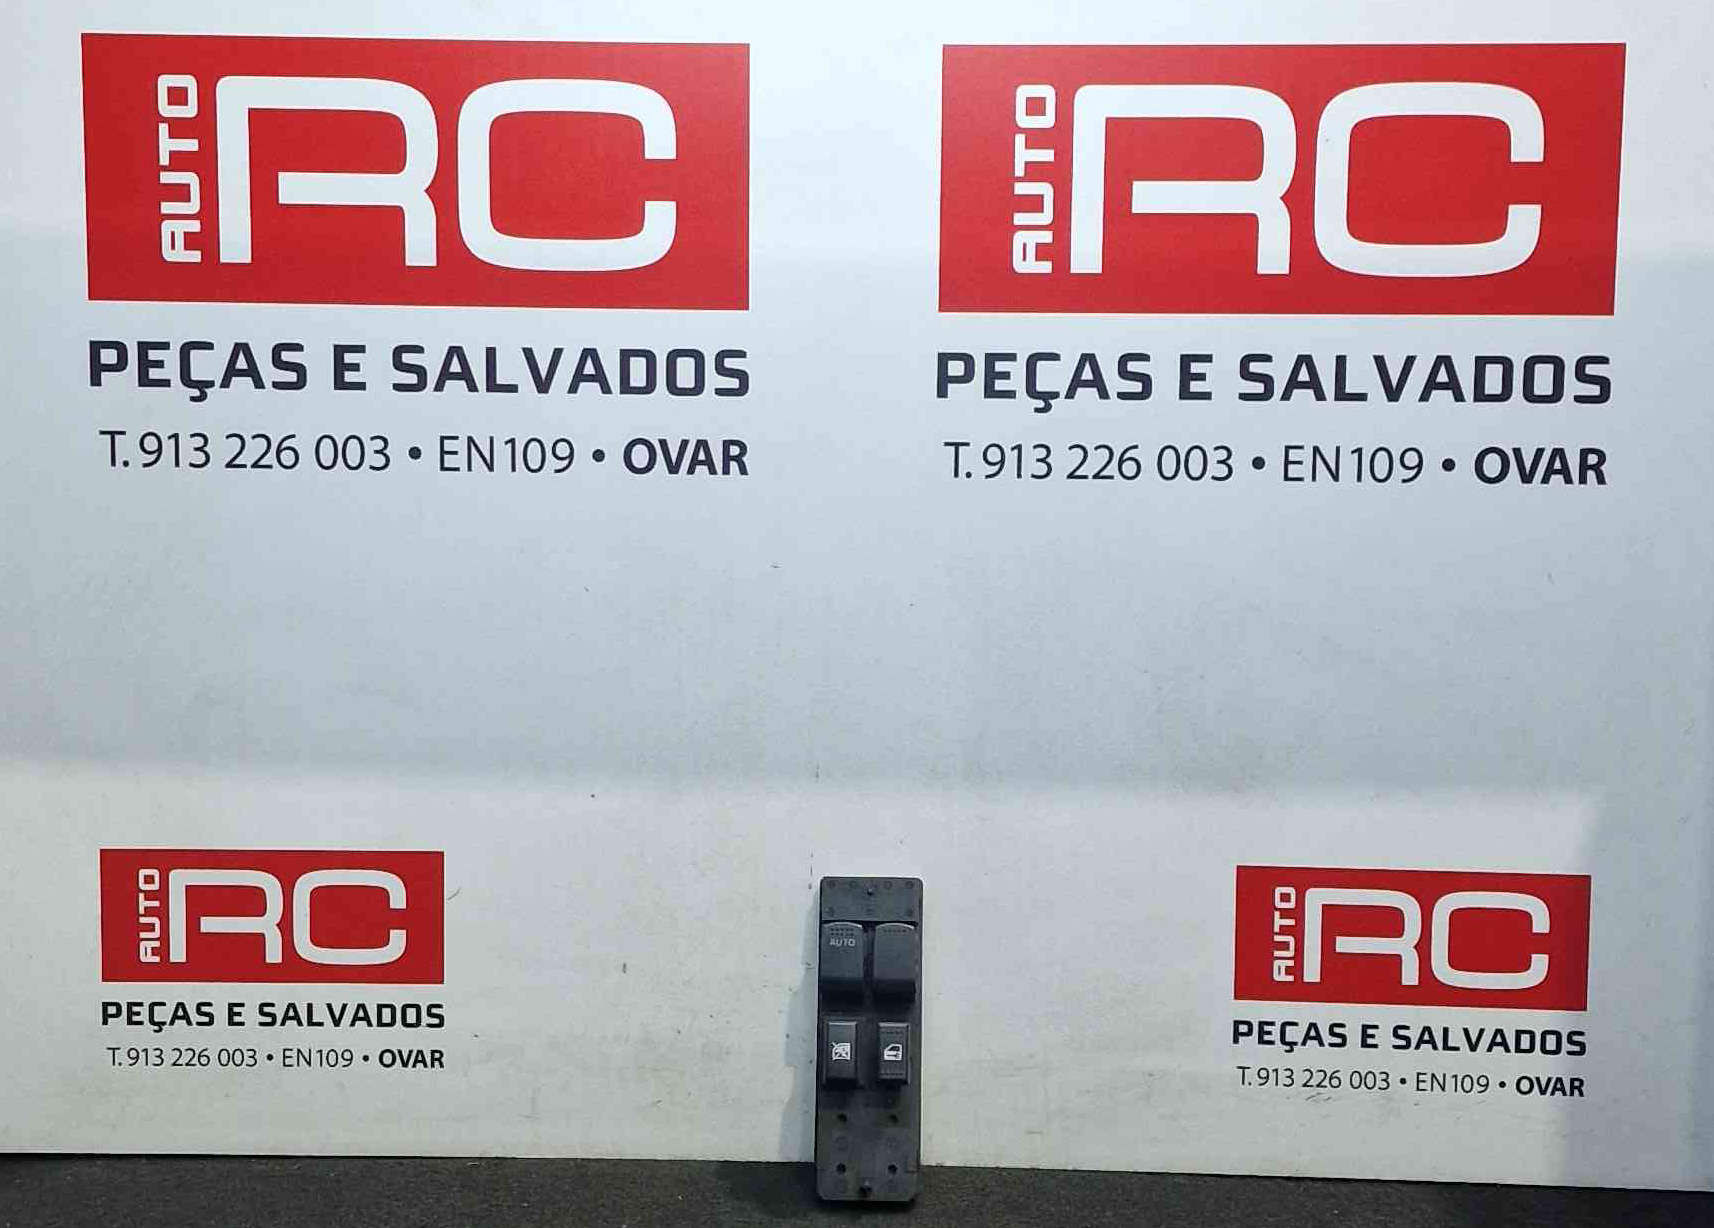 AUTO RC
PEÇAS E SALVADOS
T. 913 226 003 • EN109 • OVAR
AUTO RC
PEÇAS E SALVADOS
T. 913 226 003 • EN109 • OVAR
AUTO RC
PEÇAS E SALVADOS
T. 913 226 003 • EN109 • OVAR
AUTO
AUTO RC
PEÇAS E SALVADOS
T. 913 226 003 • EN109 • OVAR